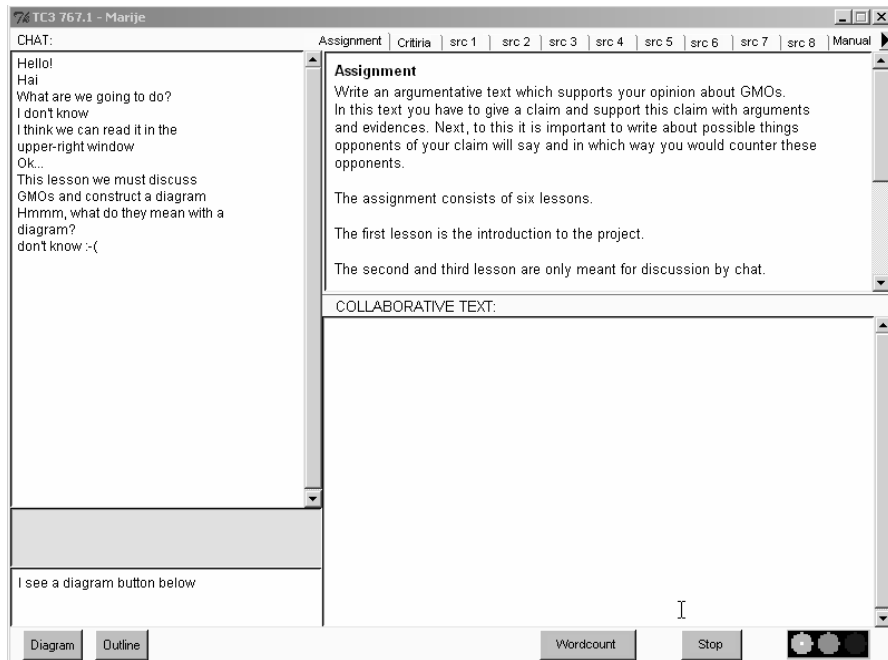 TC3 767.1 - Marije
CHAT:
Assignment Critiria src 1 src 2 src 3 src 4 src 5 src 6 src 7 src 8 Manual
Hello!
Hai
What are we going to do?
I don't know
I think we can read it in the
upper-right window
Ok...
This lesson we must discuss
GMOs and construct a diagram
Hmmm, what do they mean with a
diagram?
don't know :-(
Assignment
Write an argumentative text which supports your opinion about GMOs.
In this text you have to give a claim and support this claim with arguments
and evidences. Next, to this it is important to write about possible things
opponents of your claim will say and in which way you would counter these
opponents.
The assignment consists of six lessons.
The first lesson is the introduction to the project.
The second and third lesson are only meant for discussion by chat.
COLLABORATIVE TEXT:
I see a diagram button below
Diagram Outline Wordcount Stop